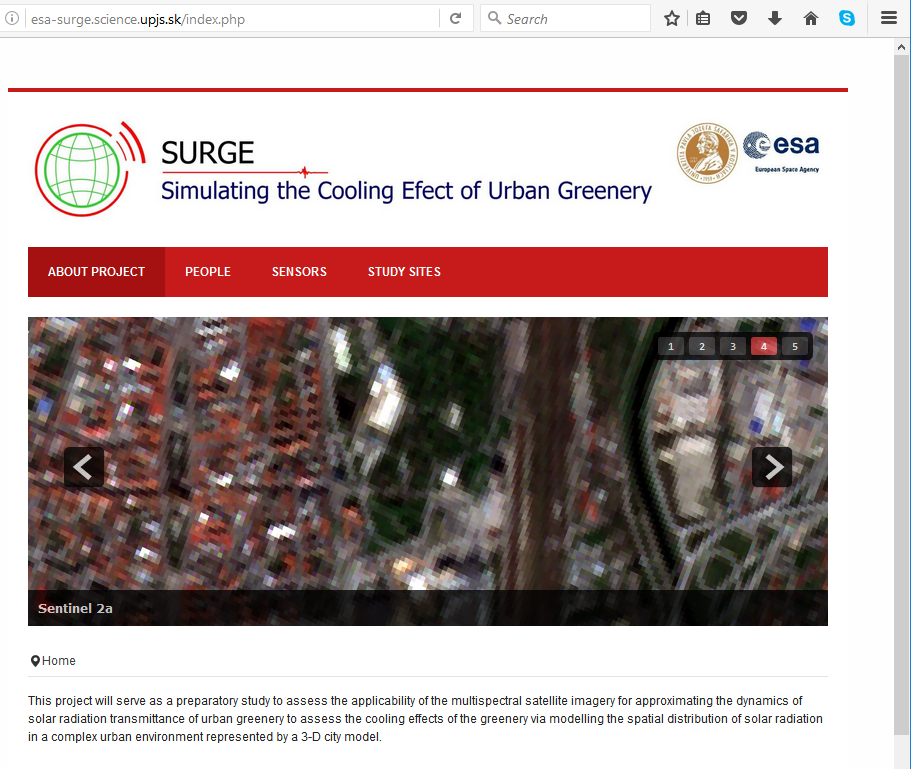 esa-surge.science.upjs.sk/index.php
Search
SURGE
Simulating the Cooling Efect of Urban Greenery
esa
European Space Agency
ABOUT PROJECT PEOPLE SENSORS STUDY SITES
1 2 3 4 5
Sentinel 2a
Home
This project will serve as a preparatory study to assess the applicability of the multispectral satellite imagery for approximating the dynamics of
solar radiation transmittance of urban greenery to assess the cooling effects of the greenery via modelling the spatial distribution of solar radiation
in a complex urban environment represented by a 3-D city model.